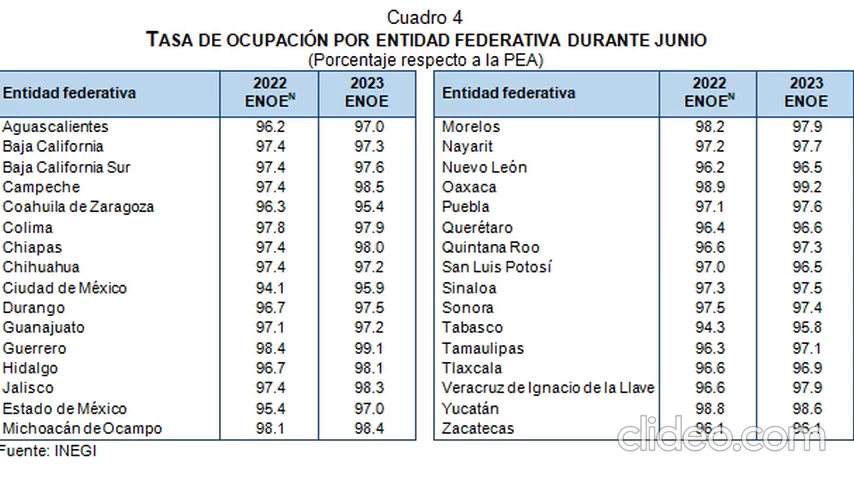 Cuadro 4
TASA DE OCUPACIÓN POR ENTIDAD FEDERATIVA DURANTE JUNIO
(Porcentaje respecto a la PEA)
Entidad federativa 2022 ENOEᴺ 2023 ENOE Entidad federativa 2022 ENOEᴺ 2023 ENOE
Aguascalientes 96.2 97.0 Morelos 98.2 97.9
Baja California 97.4 97.3 Nayarit 97.2 97.7
Baja California Sur 97.4 97.6 Nuevo León 96.2 96.5
Campeche 97.4 98.5 Oaxaca 98.9 99.2
Coahuila de Zaragoza 96.3 95.4 Puebla 97.1 97.6
Colima 97.8 97.9 Querétaro 96.4 96.6
Chiapas 97.4 98.0 Quintana Roo 96.6 97.3
Chihuahua 97.4 97.2 San Luis Potosí 97.0 96.5
Ciudad de México 94.1 95.9 Sinaloa 97.3 97.5
Durango 96.7 97.5 Sonora 97.5 97.4
Guanajuato 97.1 97.2 Tabasco 94.3 95.8
Guerrero 98.4 99.1 Tamaulipas 96.3 97.1
Hidalgo 96.7 98.1 Tlaxcala 96.6 96.9
Jalisco 97.4 98.3 Veracruz de Ignacio de la Llave 96.6 97.9
Estado de México 95.4 97.0 Yucatán 98.8 98.6
Michoacán de Ocampo 98.1 98.4 Zacatecas 96.1 96.1
Fuente: INEGI
clideo.com